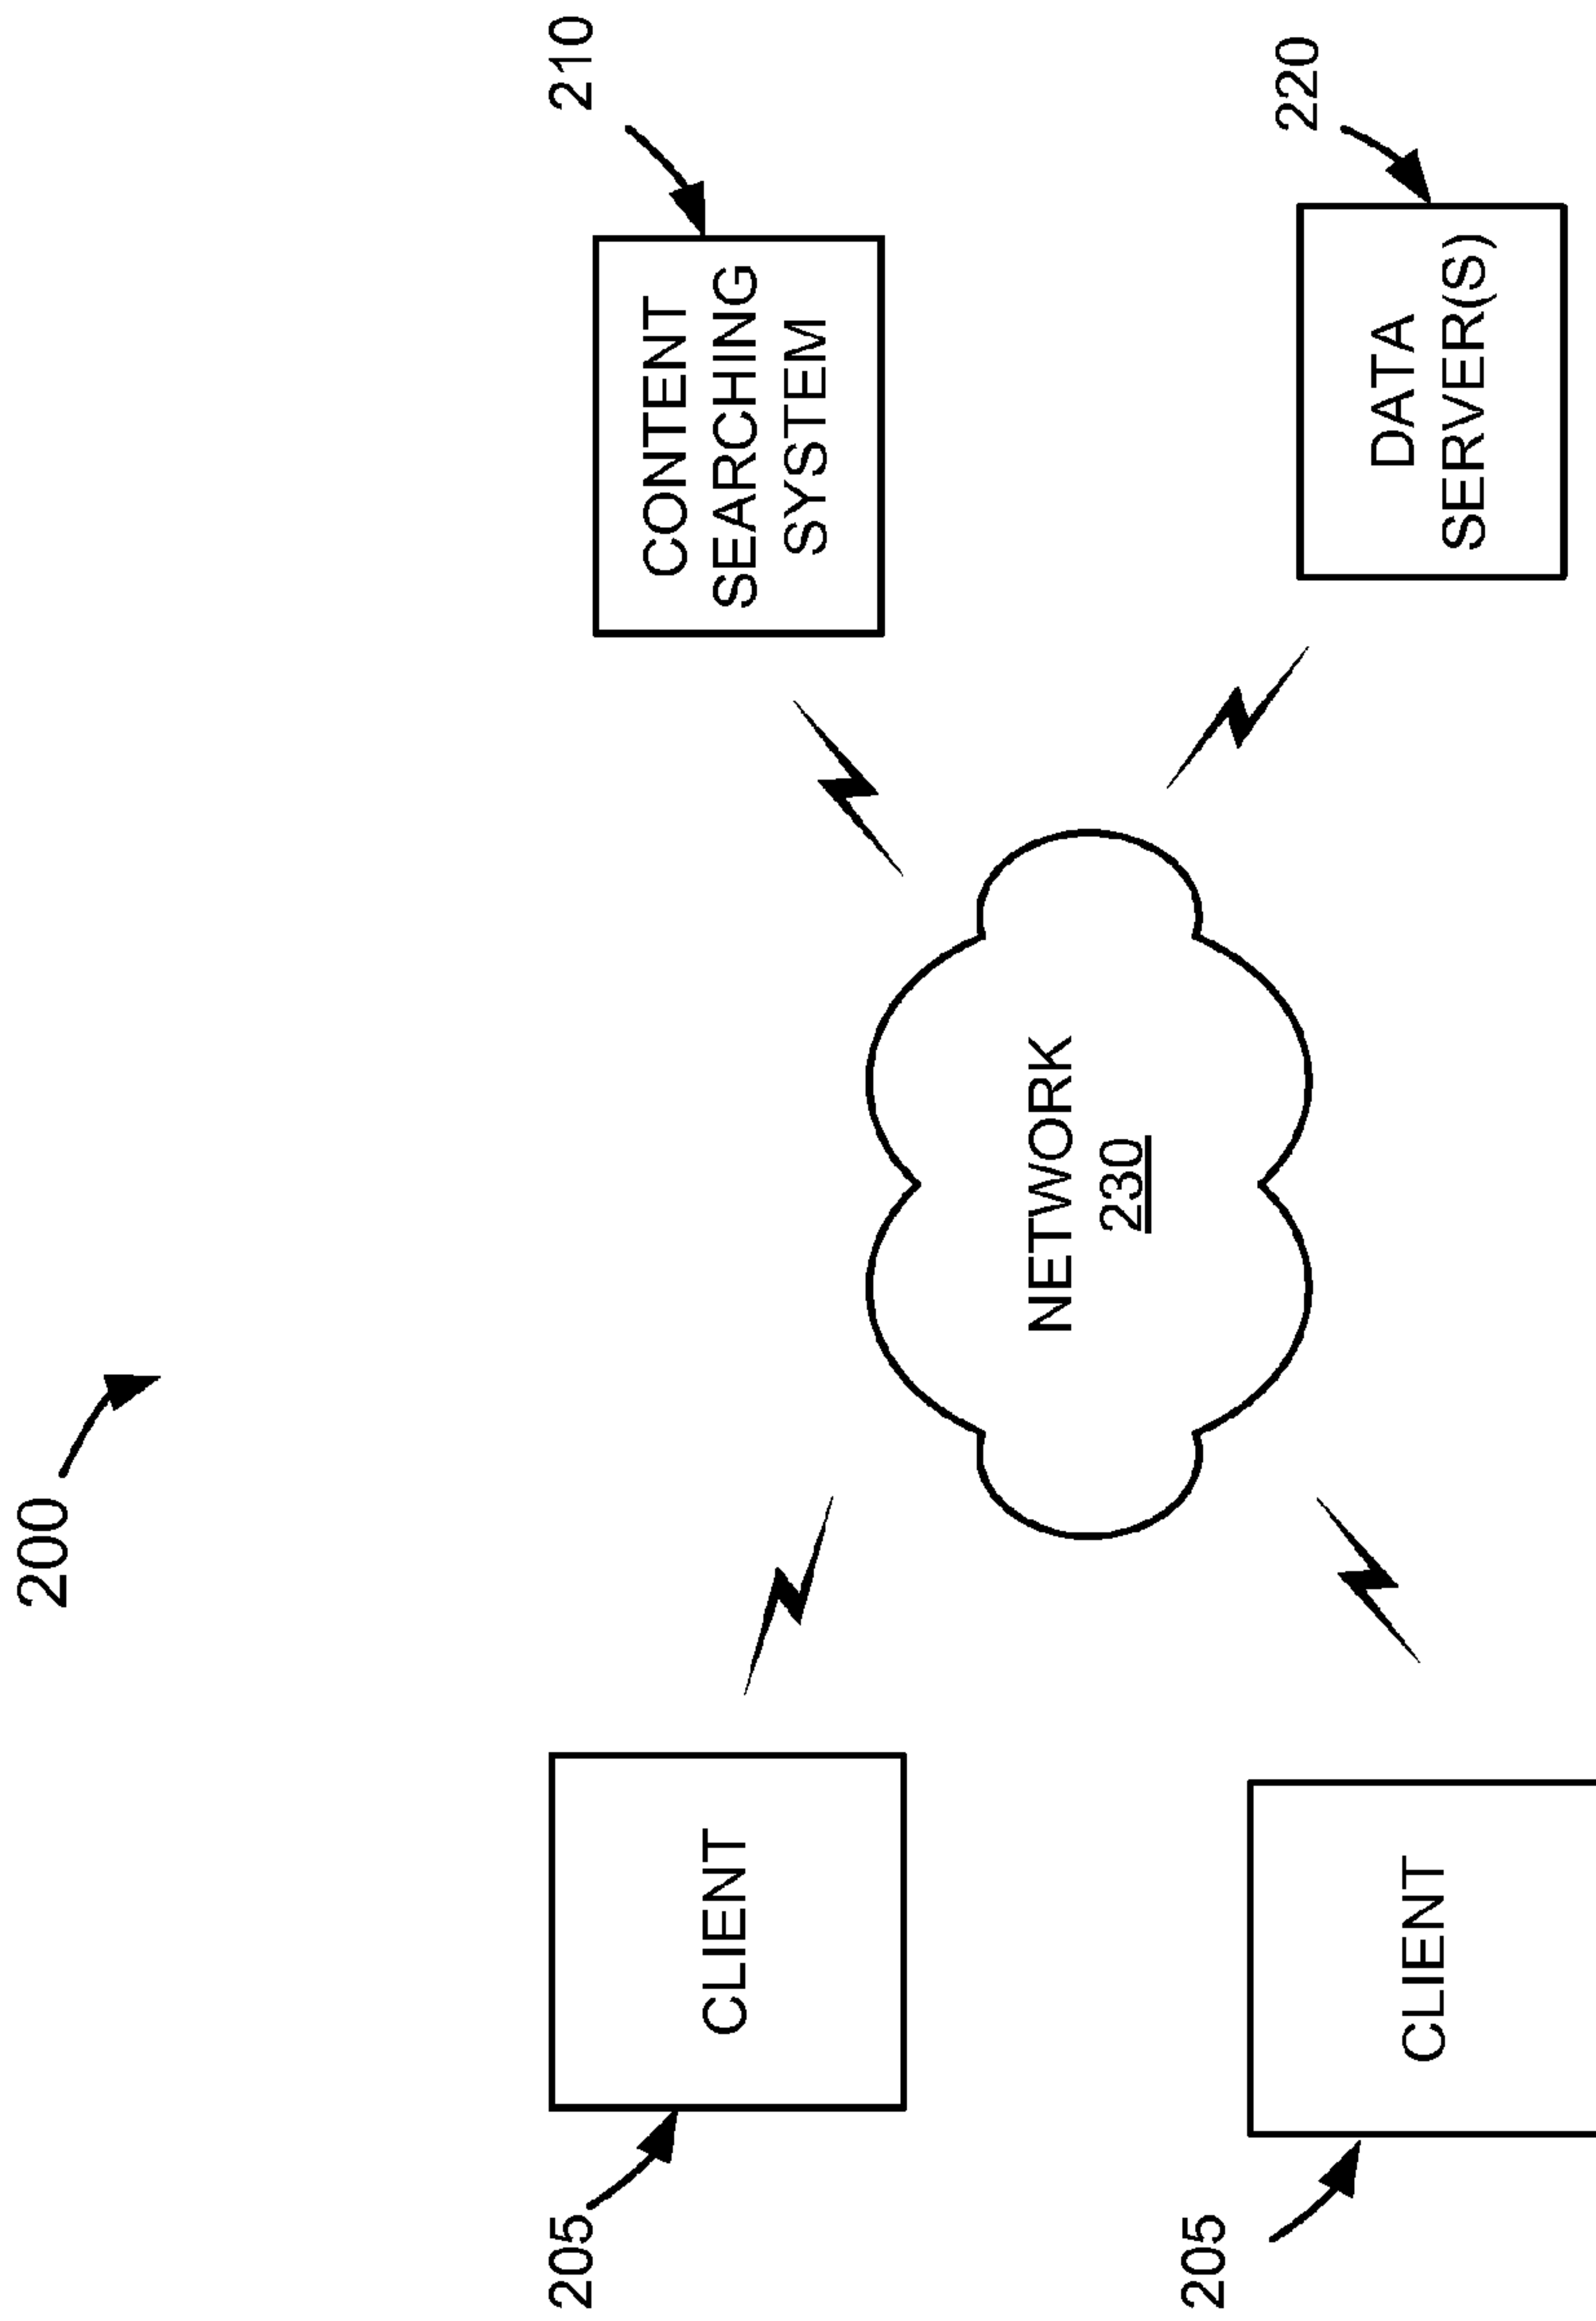 200
205
CLIENT
205
CLIENT
NETWORK
230
210
CONTENT
SEARCHING
SYSTEM
220
DATA
SERVER(S)